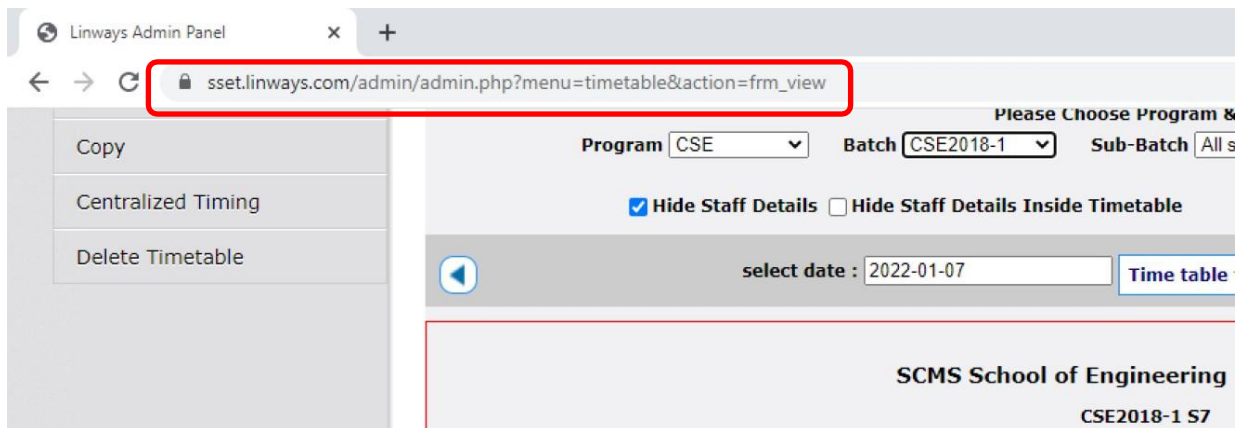 Linways Admin Panel
sset.linways.com/admin/admin.php?menu=timetable&action=frm_view
Please Choose Program &
Copy
Program CSE Batch CSE2018-1 Sub-Batch All s
Centralized Timing
Hide Staff Details Hide Staff Details Inside Timetable
Delete Timetable
select date : 2022-01-07 Time table
SCMS School of Engineering
CSE2018-1 S7